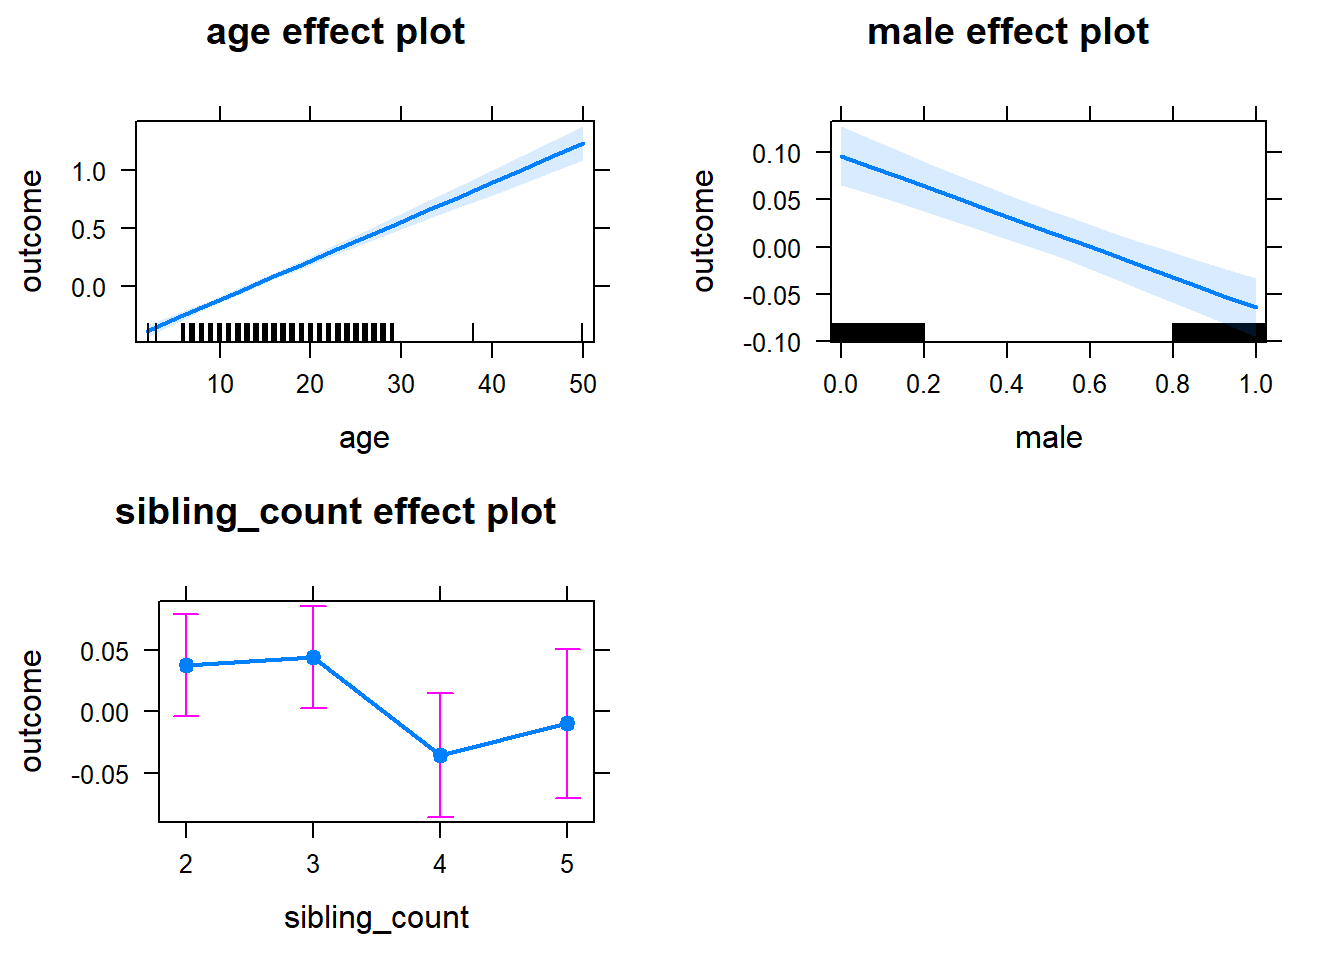 age effect plot
outcome
1.0
0.5
0.0
10 20 30 40 50
age
male effect plot
outcome
0.10
0.05
0.00
-0.05
-0.10
0.0 0.2 0.4 0.6 0.8 1.0
male
sibling_count effect plot
outcome
0.05
0.00
-0.05
2 3 4 5
sibling_count